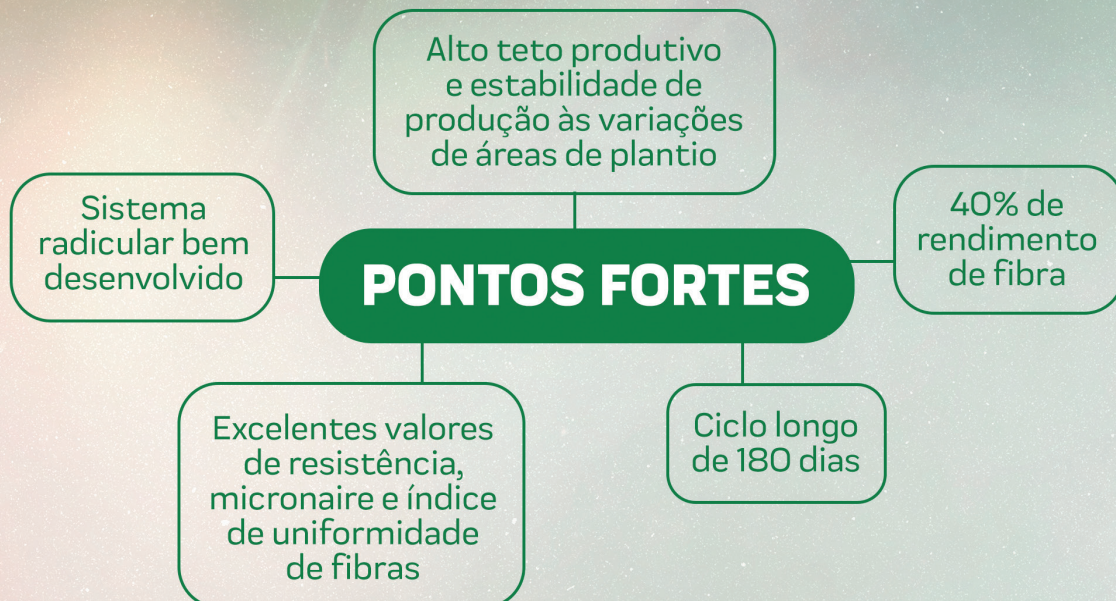 Alto teto produtivo
e estabilidade de
produção às variações
de áreas de plantio
Sistema
radicular bem
desenvolvido
PONTOS FORTES
40% de
rendimento
de fibra
Excelentes valores
de resistência,
micronaire e índice
de uniformidade
de fibras
Ciclo longo
de 180 dias